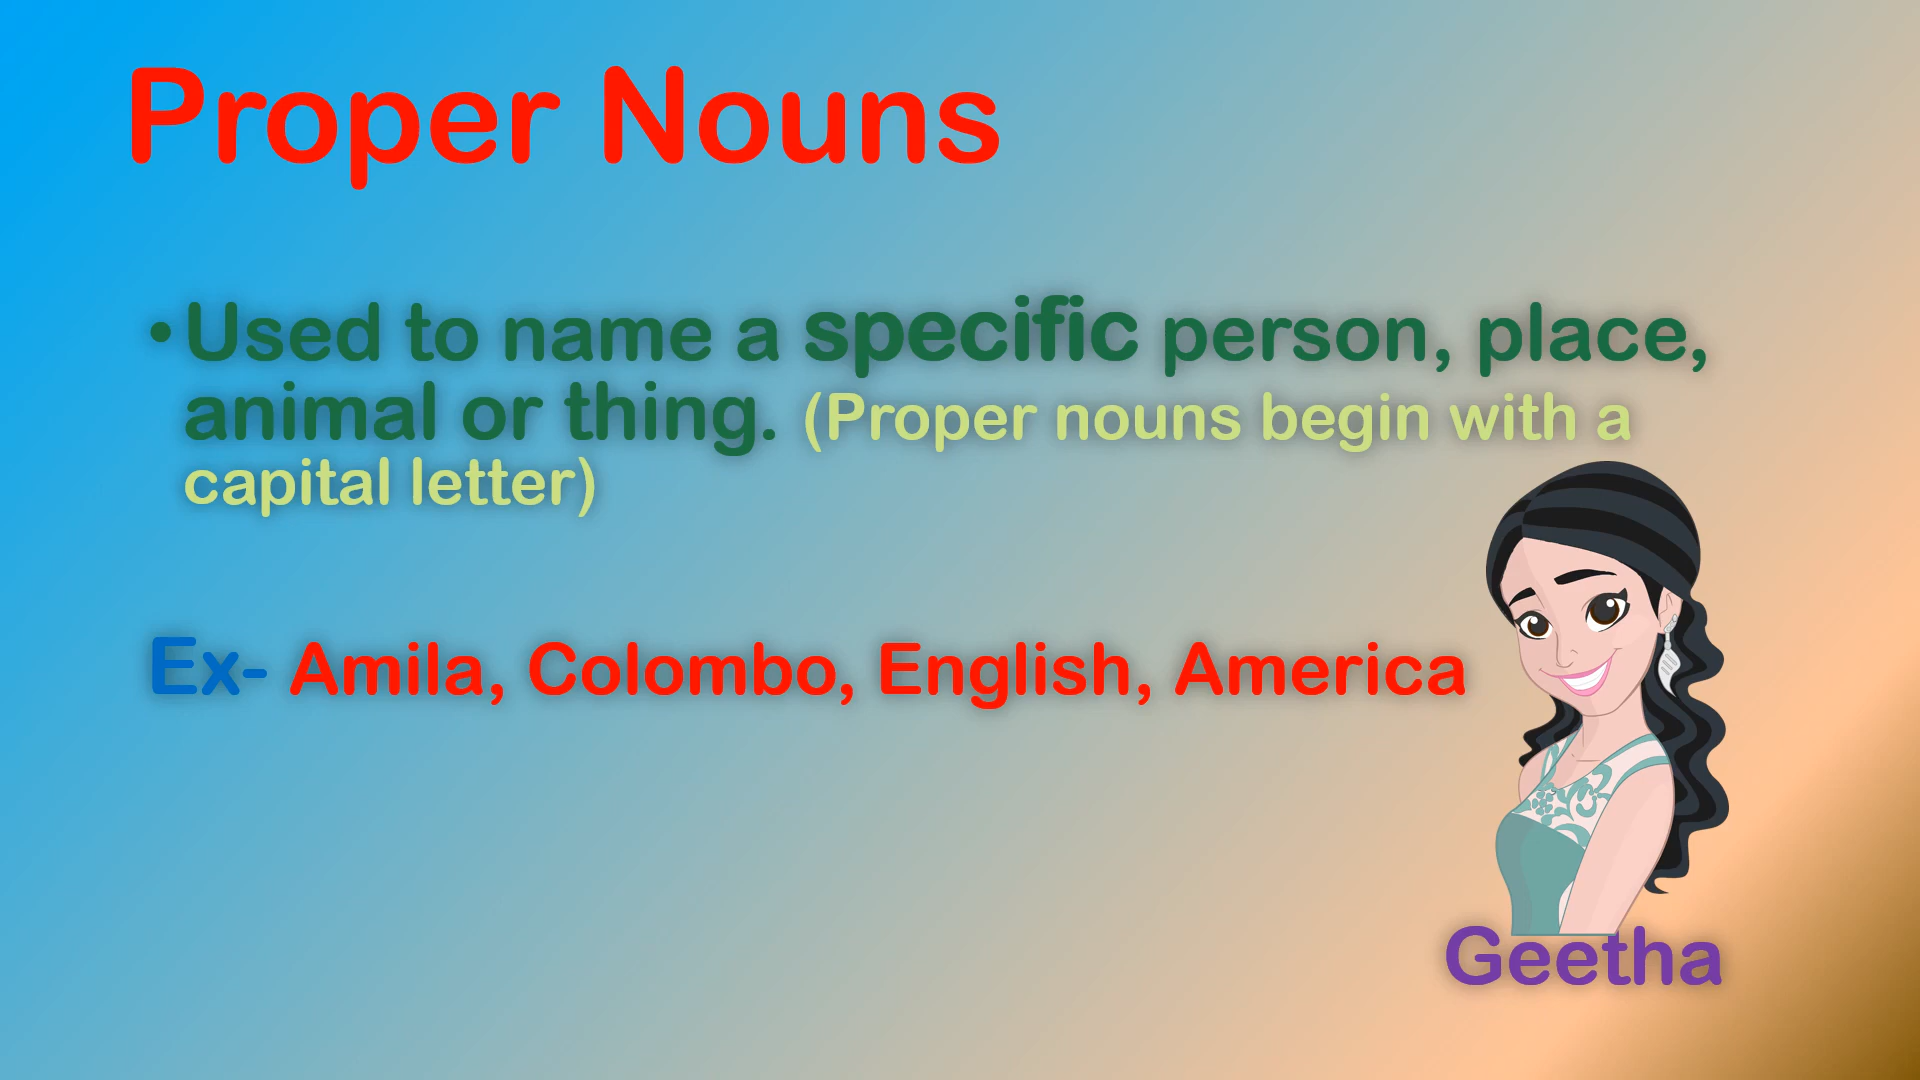 Proper Nouns
•Used to name a specific person, place,
animal or thing. (Proper nouns begin with a
capital letter)
Ex- Amila, Colombo, English, America
Geetha